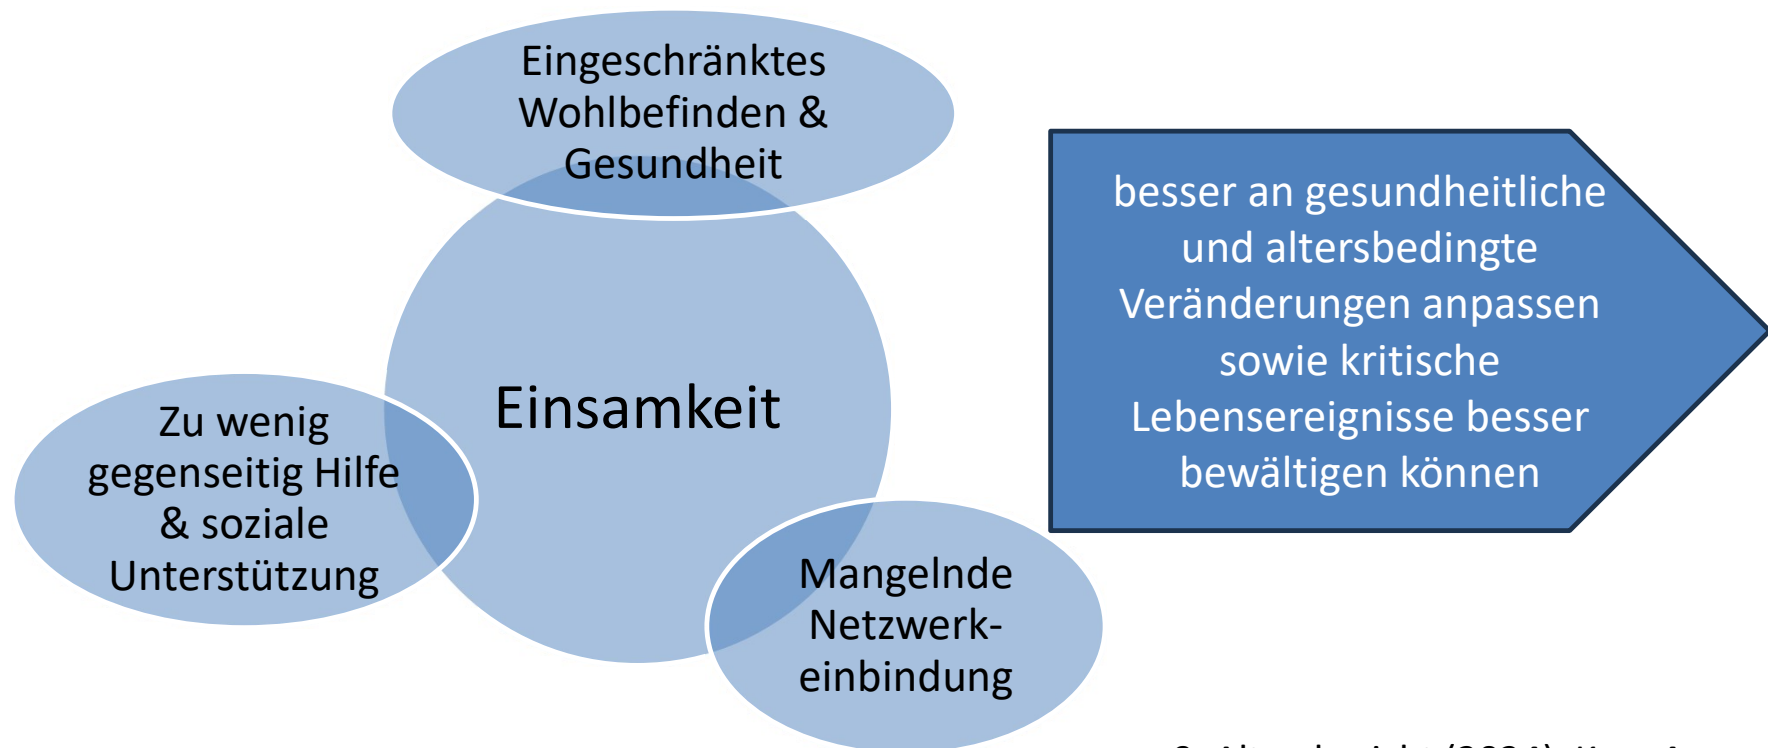 Eingeschränktes
Wohlbefinden &
Gesundheit
Einsamkeit
Zu wenig
gegenseitig Hilfe
& soziale
Unterstützung
Mangelnde
Netzwerk-
einbindung
besser an gesundheitliche
und altersbedingte
Veränderungen anpassen
sowie kritische
Lebensereignisse besser
bewältigen können